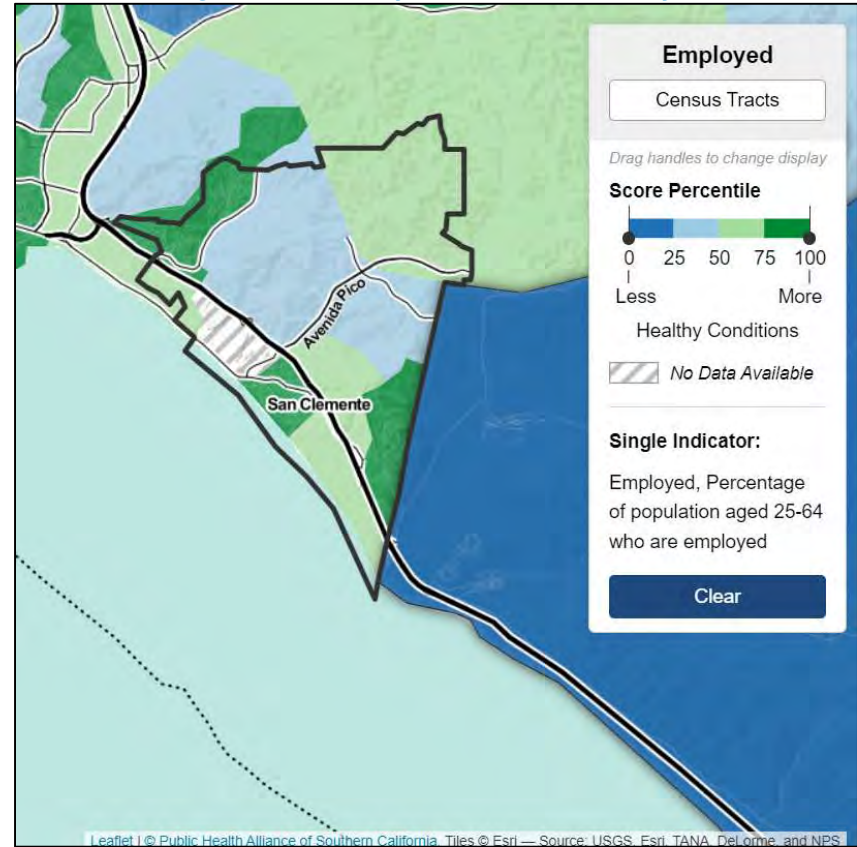 Employed
Census Tracts
Drag handles to change display
Score Percentile
0 25 50 75 100
Less More
Healthy Conditions
No Data Available
Single Indicator:
Employed, Percentage
of population aged 25-64
who are employed
Clear
Avenida Pico
San Clemente
Leaflet | © Public Health Alliance of Southern California, Tiles © Esri — Source: USGS, Esri, TANA, DeLorme, and NPS